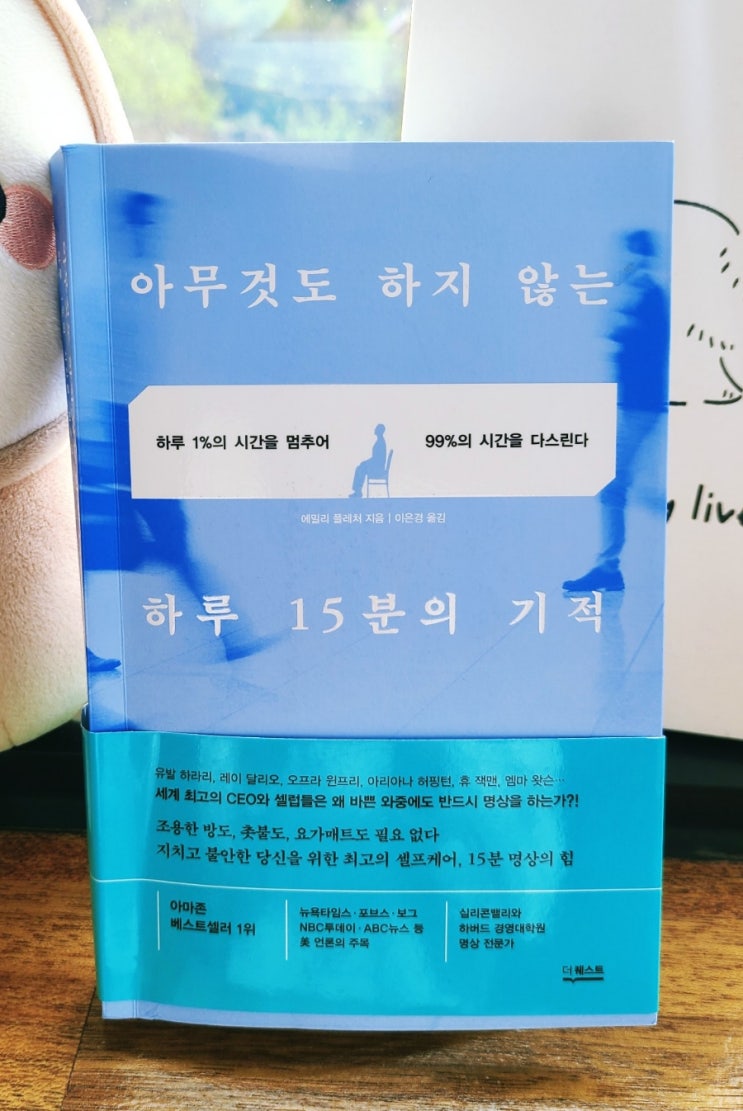 아무것도 하지 않는
하루 1%의 시간을 멈추어
99%의 시간을 다스린다
에밀리 플레처 지음 | 이은경 옮김
하루 15분의 기적
유발 하라리, 레이 달리오, 오프라 윈프리, 아리아나 허핑턴, 휴 잭맨, 엠마 왓슨…
세계 최고의 CEO와 셀럽들은 왜 바쁜 와중에도 반드시 명상을 하는가?!
조용한 방도, 촛불도, 요가매트도 필요 없다
지치고 불안한 당신을 위한 최고의 셀프케어, 15분 명상의 힘
아마존
베스트셀러 1위
뉴욕타임스·포브스·보그
NBC투데이·ABC뉴스 등
美 언론의 주목
실리콘밸리와
하버드 경영대학원
명상 전문가
더퀘스트
live